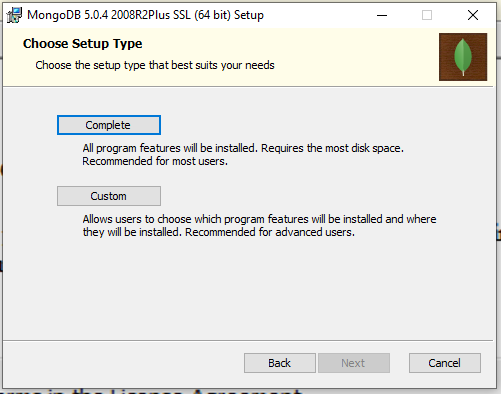 MongoDB 5.0.4 2008R2Plus SSL (64 bit) Setup
Choose Setup Type
Choose the setup type that best suits your needs
Complete
All program features will be installed. Requires the most disk space.
Recommended for most users.
Custom
Allows users to choose which program features will be installed and where
they will be installed. Recommended for advanced users.
Back
Next
Cancel